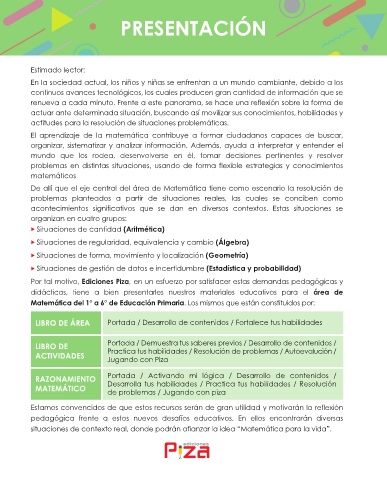 PRESENTACIÓN
Estimado lector:
En la sociedad actual, los niños y niñas se enfrentan a un mundo cambiante, debido a los
continuos avances tecnológicos, los cuales producen gran cantidad de información que se
renueva a cada minuto. Frente a este panorama, se hace una reflexión sobre la forma de
actuar ante determinada situación, buscando así movilizar sus conocimientos, habilidades y
actitudes para la resolución de situaciones problemáticas.
El aprendizaje de la matemática contribuye a formar ciudadanos capaces de buscar,
organizar, sistematizar y analizar información. Además, ayuda a interpretar y entender el
mundo que los rodea, desenvolverse en él, tomar decisiones pertinentes y resolver
problemas en distintas situaciones, usando de forma flexible estrategias y conocimientos
matemáticos
De allí que el eje central del área de Matemática tiene como escenario la resolución de
problemas planteados a partir de situaciones reales, las cuales se conciben como
acontecimientos significativos que se dan en diversos contextos. Estas situaciones se
organizan en cuatro grupos:
Situaciones de cantidad (Aritmética)
Situaciones de regularidad, equivalencia y cambio (Álgebra)
Situaciones de forma, movimiento y localización (Geometría)
Situaciones de gestión de datos e incertidumbre (Estadística y probabilidad)
Por tal motivo, Ediciones Piza, en un esfuerzo por satisfacer estas demandas pedagógicas y
didácticas, tiene a bien presentarles nuestros materiales educativos para el área de
Matemática del 1° a 6° de Educación Primaria. Los mismos que están constituidos por:
LIBRO DE ÁREA
Portada / Desarrollo de contenidos / Fortalece tus habilidades
LIBRO DE
ACTIVIDADES
Portada / Demuestra tus saberes previos / Desarrollo de contenidos /
Practica tus habilidades / Resolución de problemas / Autoevalución /
Jugando con Piza
RAZONAMIENTO
MATEMÁTICO
Portada / Activando mi lógica / Desarrollo de contenidos /
Desarrolla tus habilidades / Practica tus habilidades / Resolución
de problemas / Jugando con piza
Estamos convencidos de que estos recursos serán de gran utilidad y motivarán la reflexión
pedagógica frente a estos nuevos desafíos educativos. En ellos encontrarán diversas
situaciones de contexto real, donde podrán afianzar la idea "Matemática para la vida".
ediciones
Piza